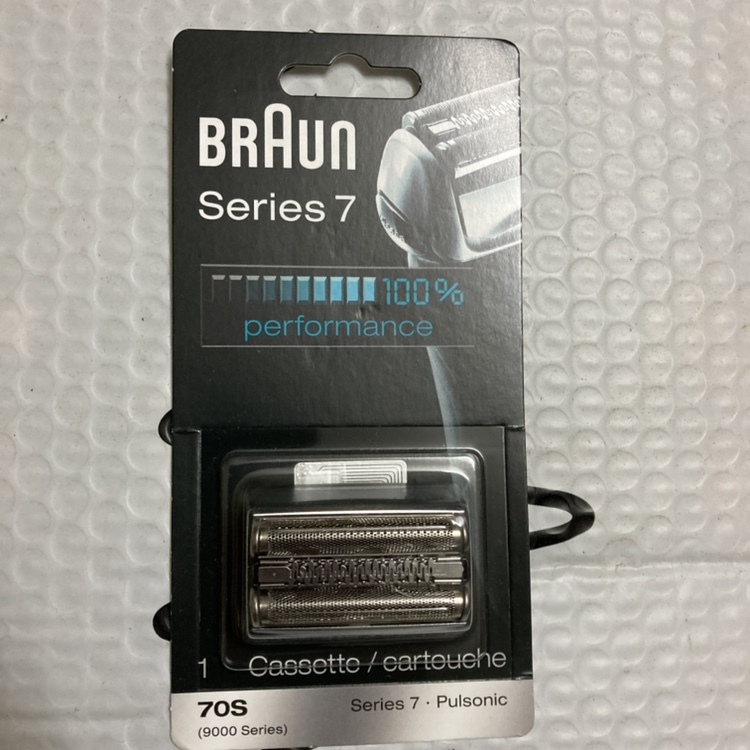 BRAUN
Series 7
100%
performance
1 Cassette / cartouche
70S Series 7 · Pulsonic
(9000 Series)